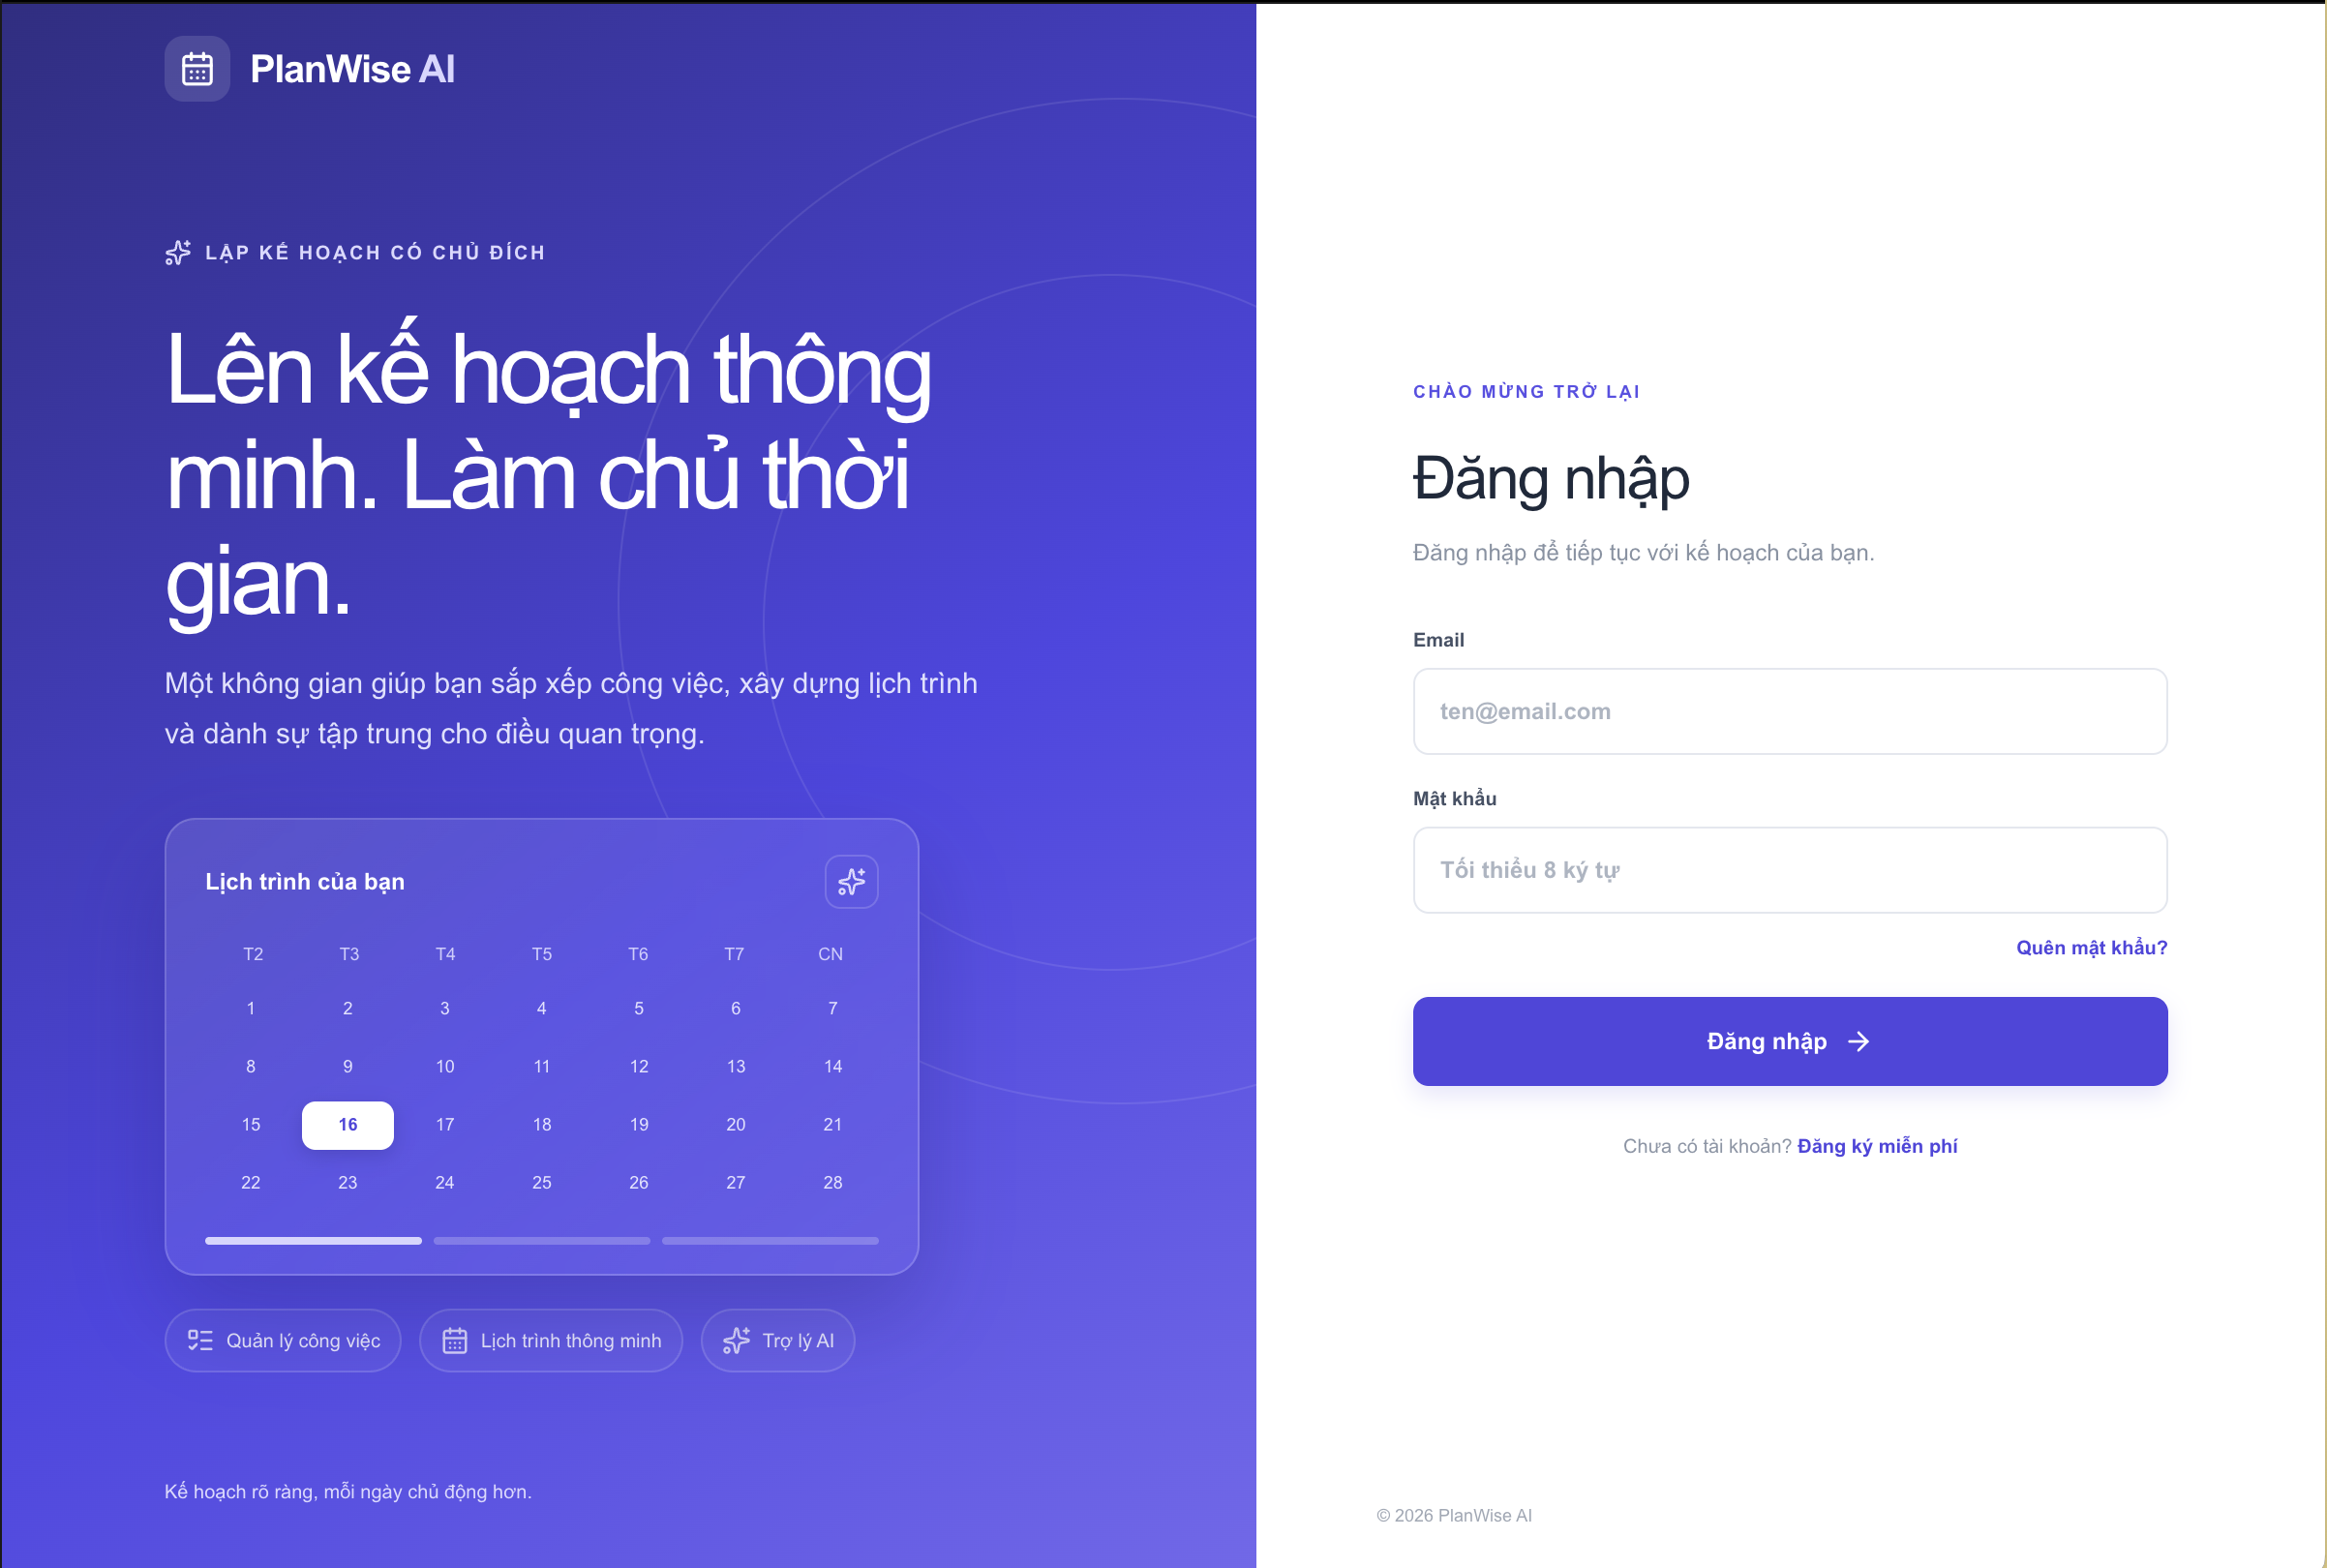 PlanWise AI
LẬP KẾ HOẠCH CÓ CHỦ ĐÍCH
Lên kế hoạch thông
minh. Làm chủ thời
gian.
Một không gian giúp bạn sắp xếp công việc, xây dựng lịch trình
và dành sự tập trung cho điều quan trọng.
Lịch trình của bạn
T2 T3 T4 T5 T6 T7 CN
1 2 3 4 5 6 7
8 9 10 11 12 13 14
15 16 17 18 19 20 21
22 23 24 25 26 27 28
Quản lý công việc
Lịch trình thông minh
Trợ lý AI
Kế hoạch rõ ràng, mỗi ngày chủ động hơn.
CHÀO MỪNG TRỞ LẠI
Đăng nhập
Đăng nhập để tiếp tục với kế hoạch của bạn.
Email
ten@email.com
Mật khẩu
Tối thiểu 8 ký tự
Quên mật khẩu?
Đăng nhập
Chưa có tài khoản? Đăng ký miễn phí
© 2026 PlanWise AI